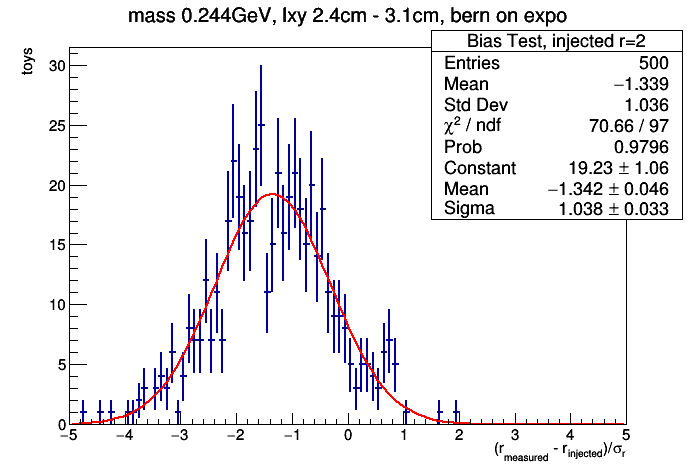 mass 0.244GeV, lxy 2.4cm - 3.1cm, bern on expo
toys
Bias Test, injected r=2
Entries 500
Mean −1.339
Std Dev 1.036
χ² / ndf 70.66 / 97
Prob 0.9796
Constant 19.23 ± 1.06
Mean −1.342 ± 0.046
Sigma 1.038 ± 0.033
30
25
20
15
10
5
0
−5 −4 −3 −2 −1 0 1 2 3 4 5
(r_measured - r_injected)/σ_r